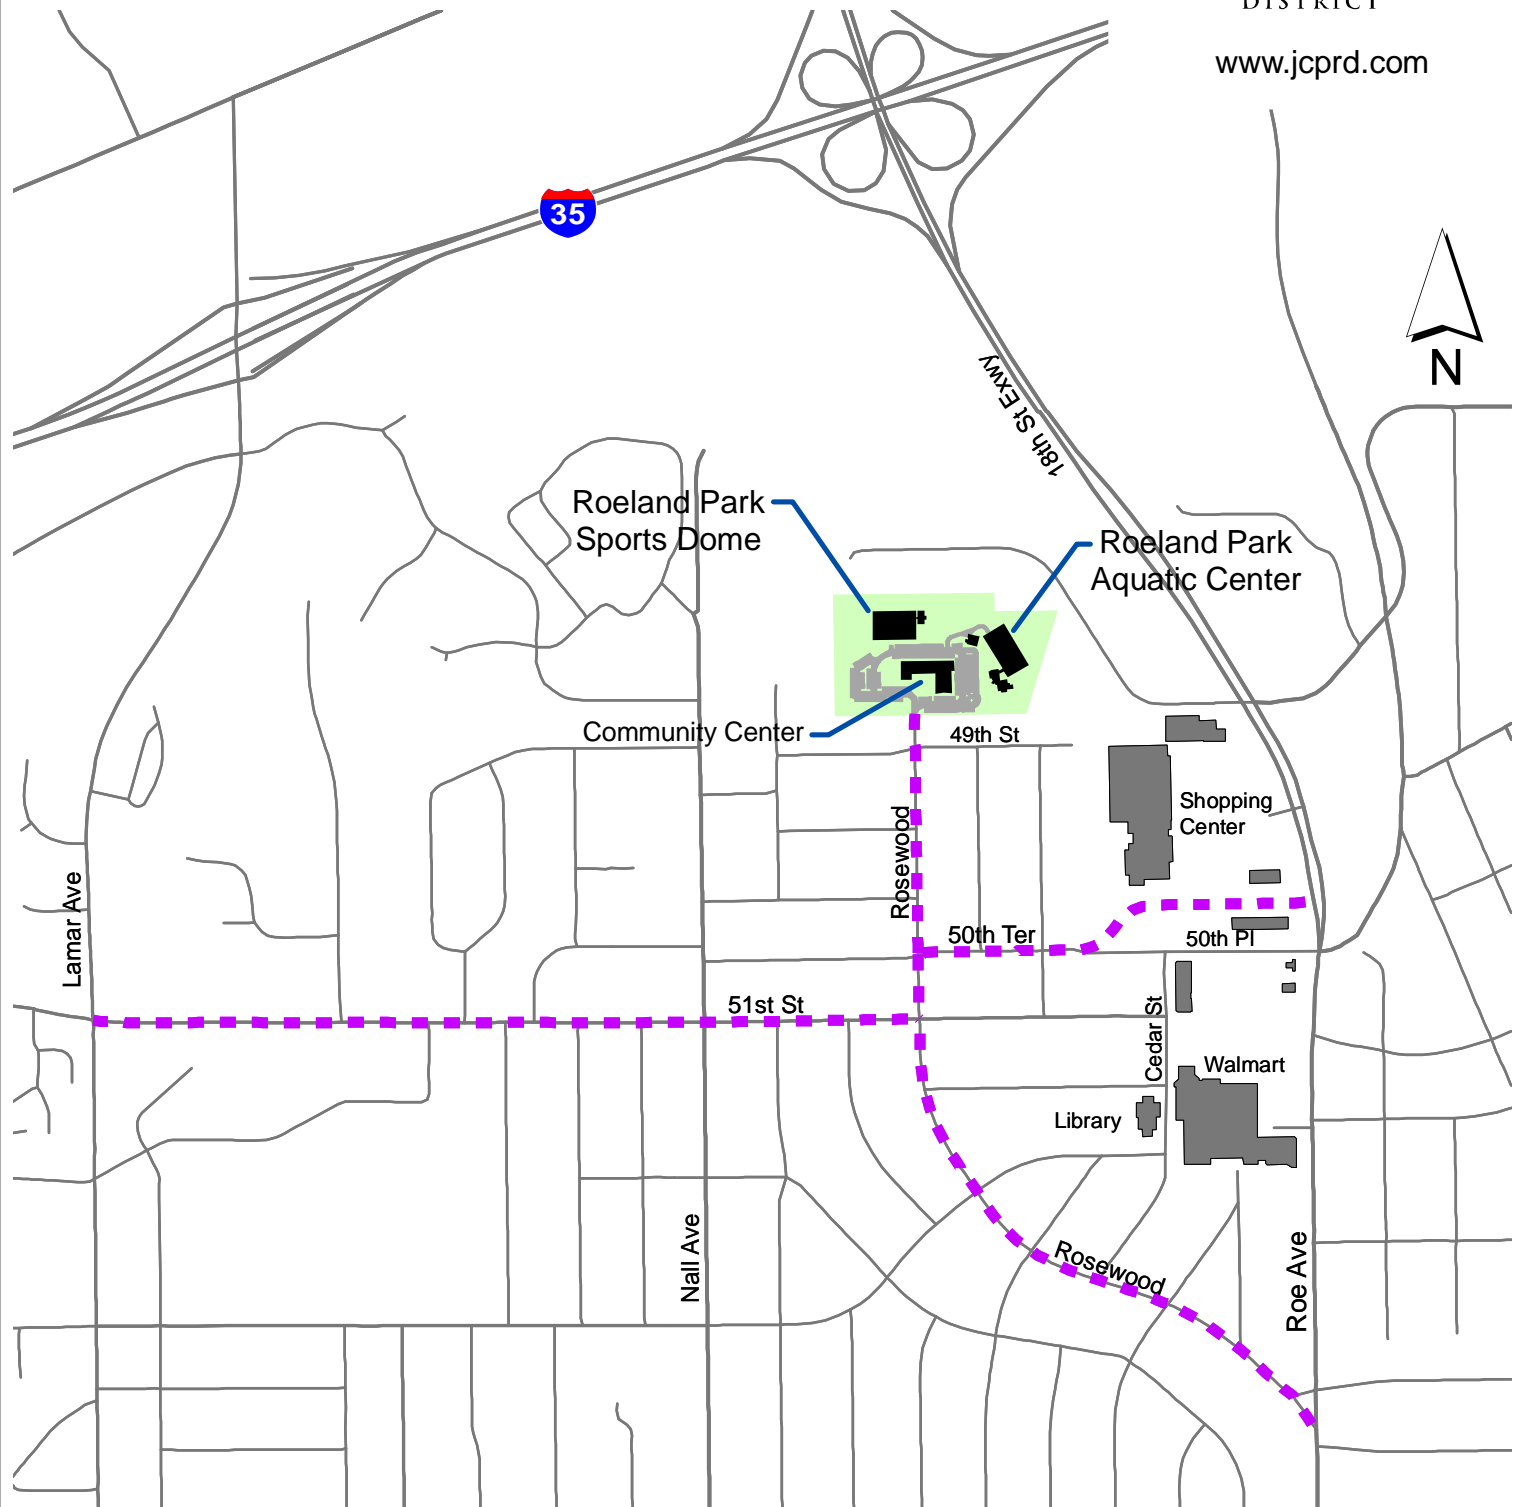 DISTRICT
www.jcprd.com
35
N
18th St Exwy
Roeland Park
Sports Dome
Roeland Park
Aquatic Center
Community Center
49th St
Shopping
Center
Rosewood
Lamar Ave
50th Ter
50th Pl
51st St
Cedar St
Walmart
Library
Nall Ave
Rosewood
Roe Ave